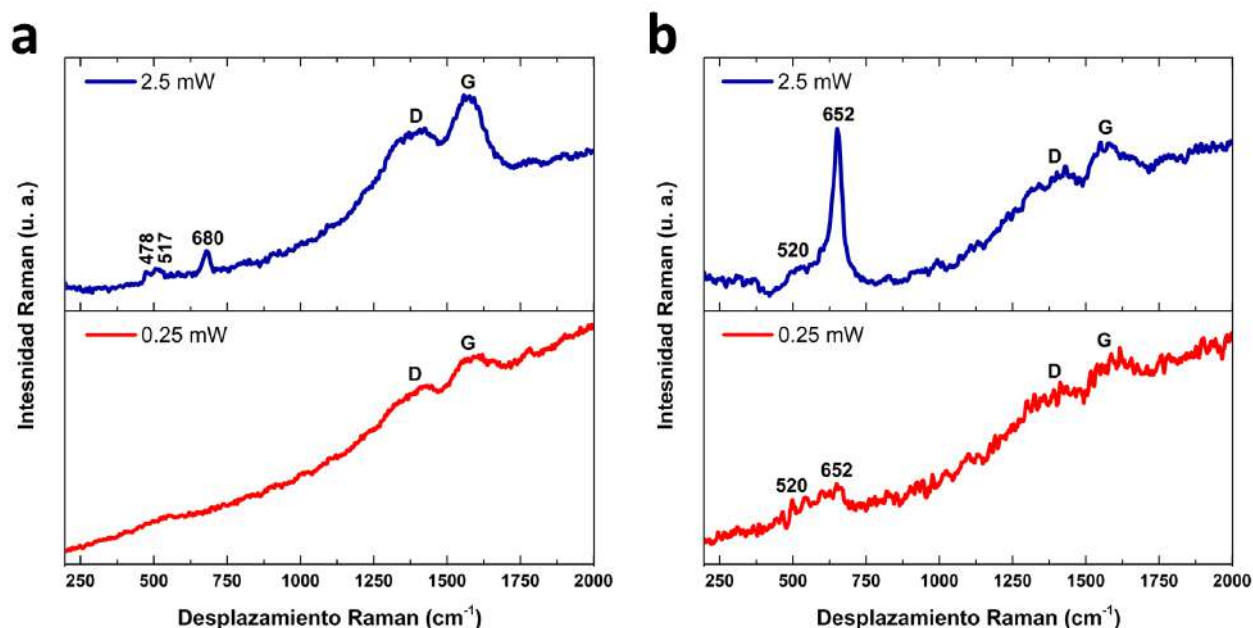 a
2.5 mW
478
517
680
D
G
0.25 mW
D
G
Intesnidad Raman (u. a.)
250 500 750 1000 1250 1500 1750 2000
Desplazamiento Raman (cm⁻¹)
b
2.5 mW
520
652
D
G
0.25 mW
520
652
D
G
Intesnidad Raman (u. a.)
250 500 750 1000 1250 1500 1750 2000
Desplazamiento Raman (cm⁻¹)